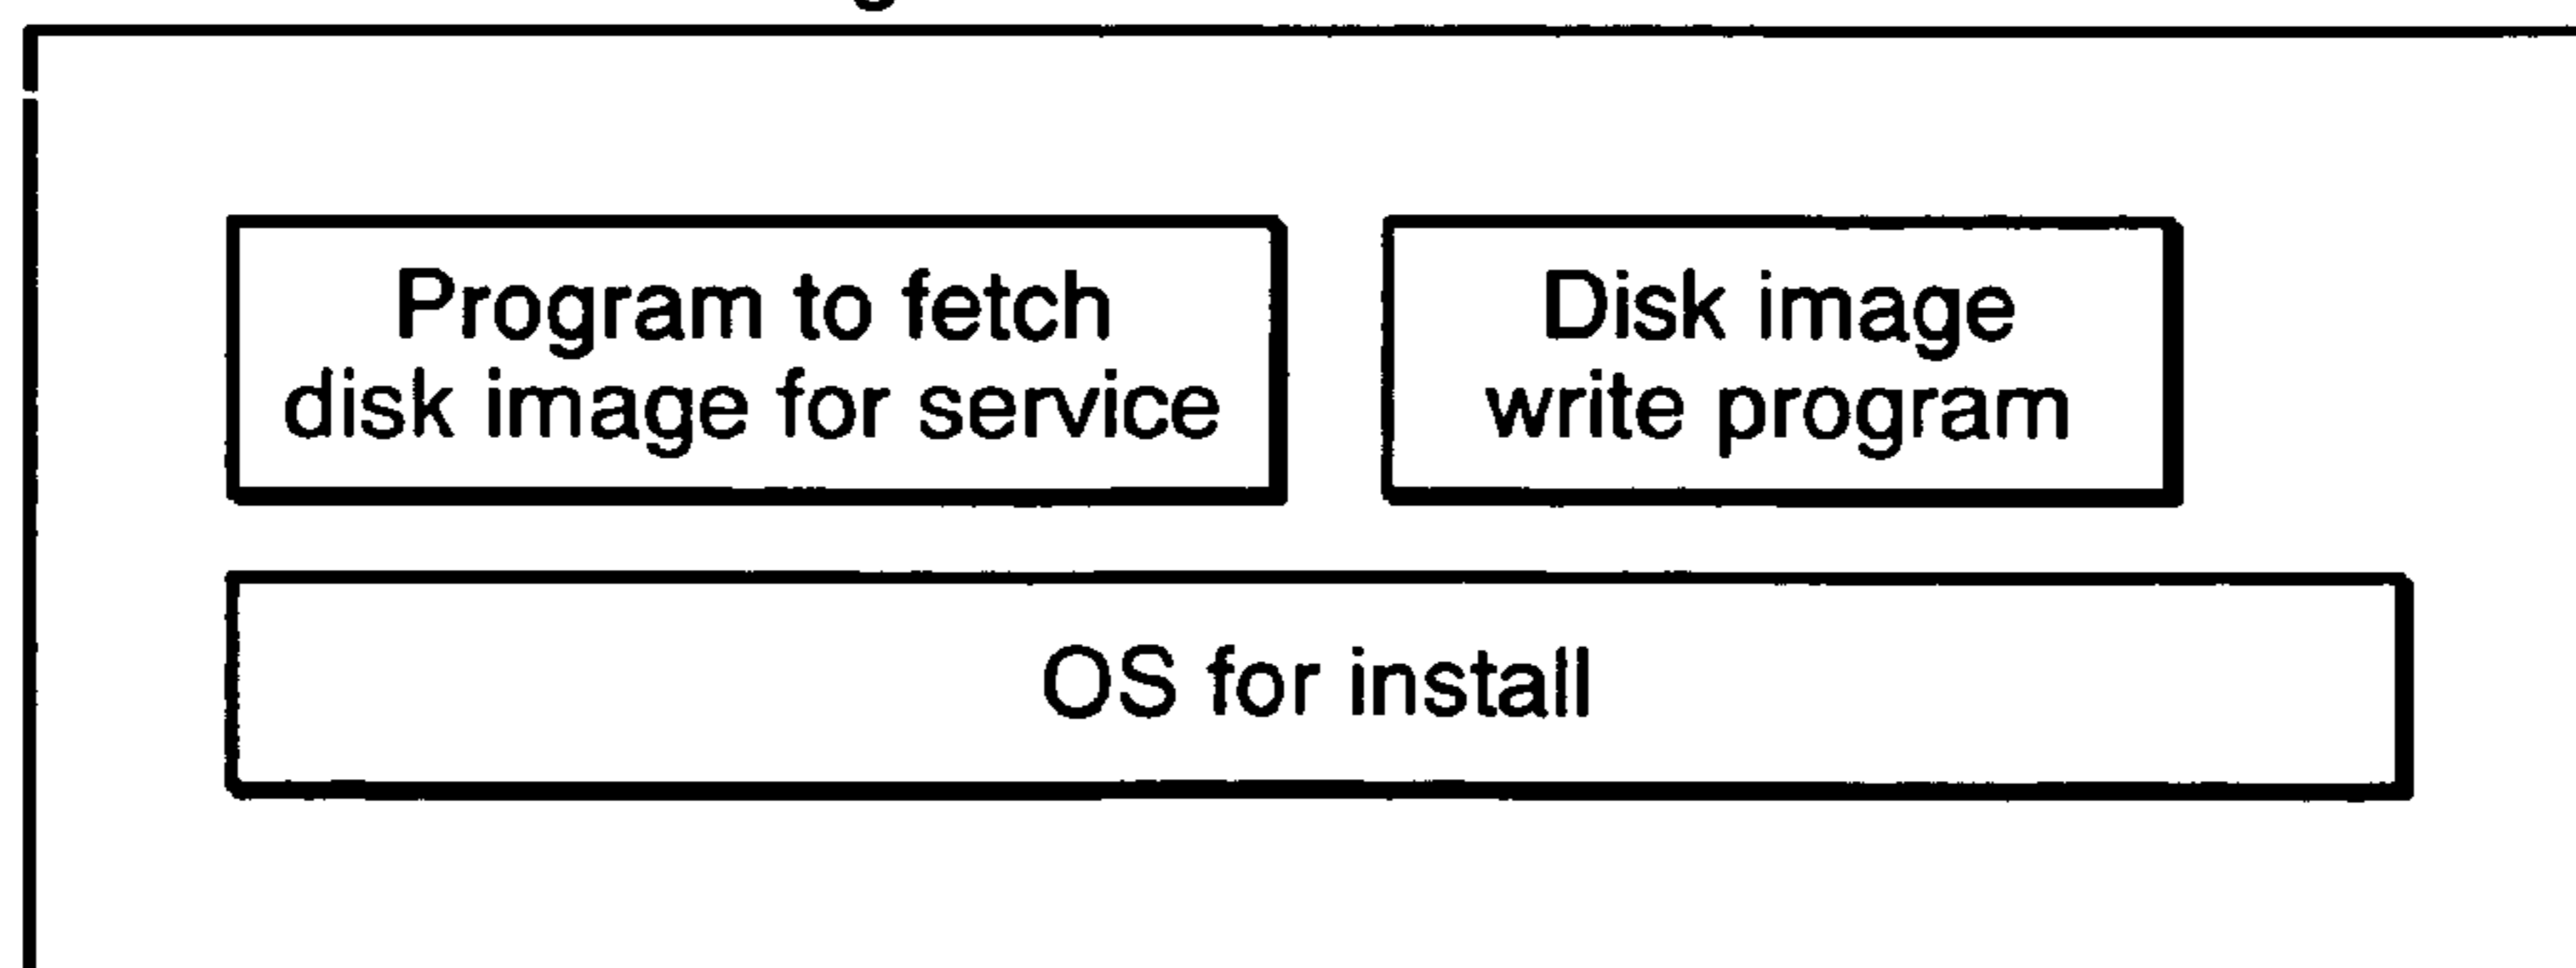 Program to fetch
disk image for service
Disk image
write program
OS for install